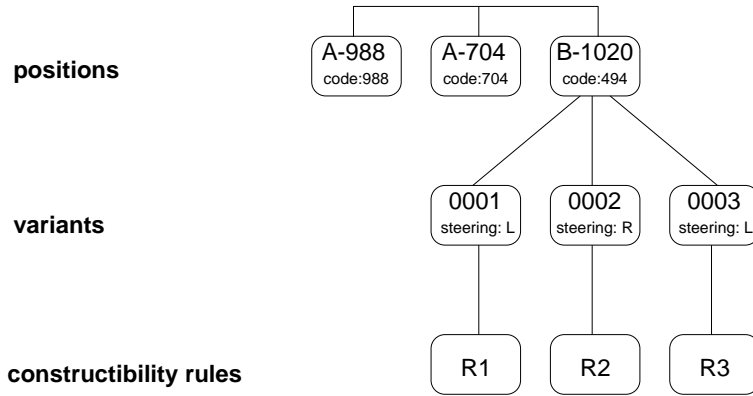 positions
A-988
code:988
A-704
code:704
B-1020
code:494
variants
0001
steering: L
0002
steering: R
0003
steering: L
constructibility rules
R1
R2
R3